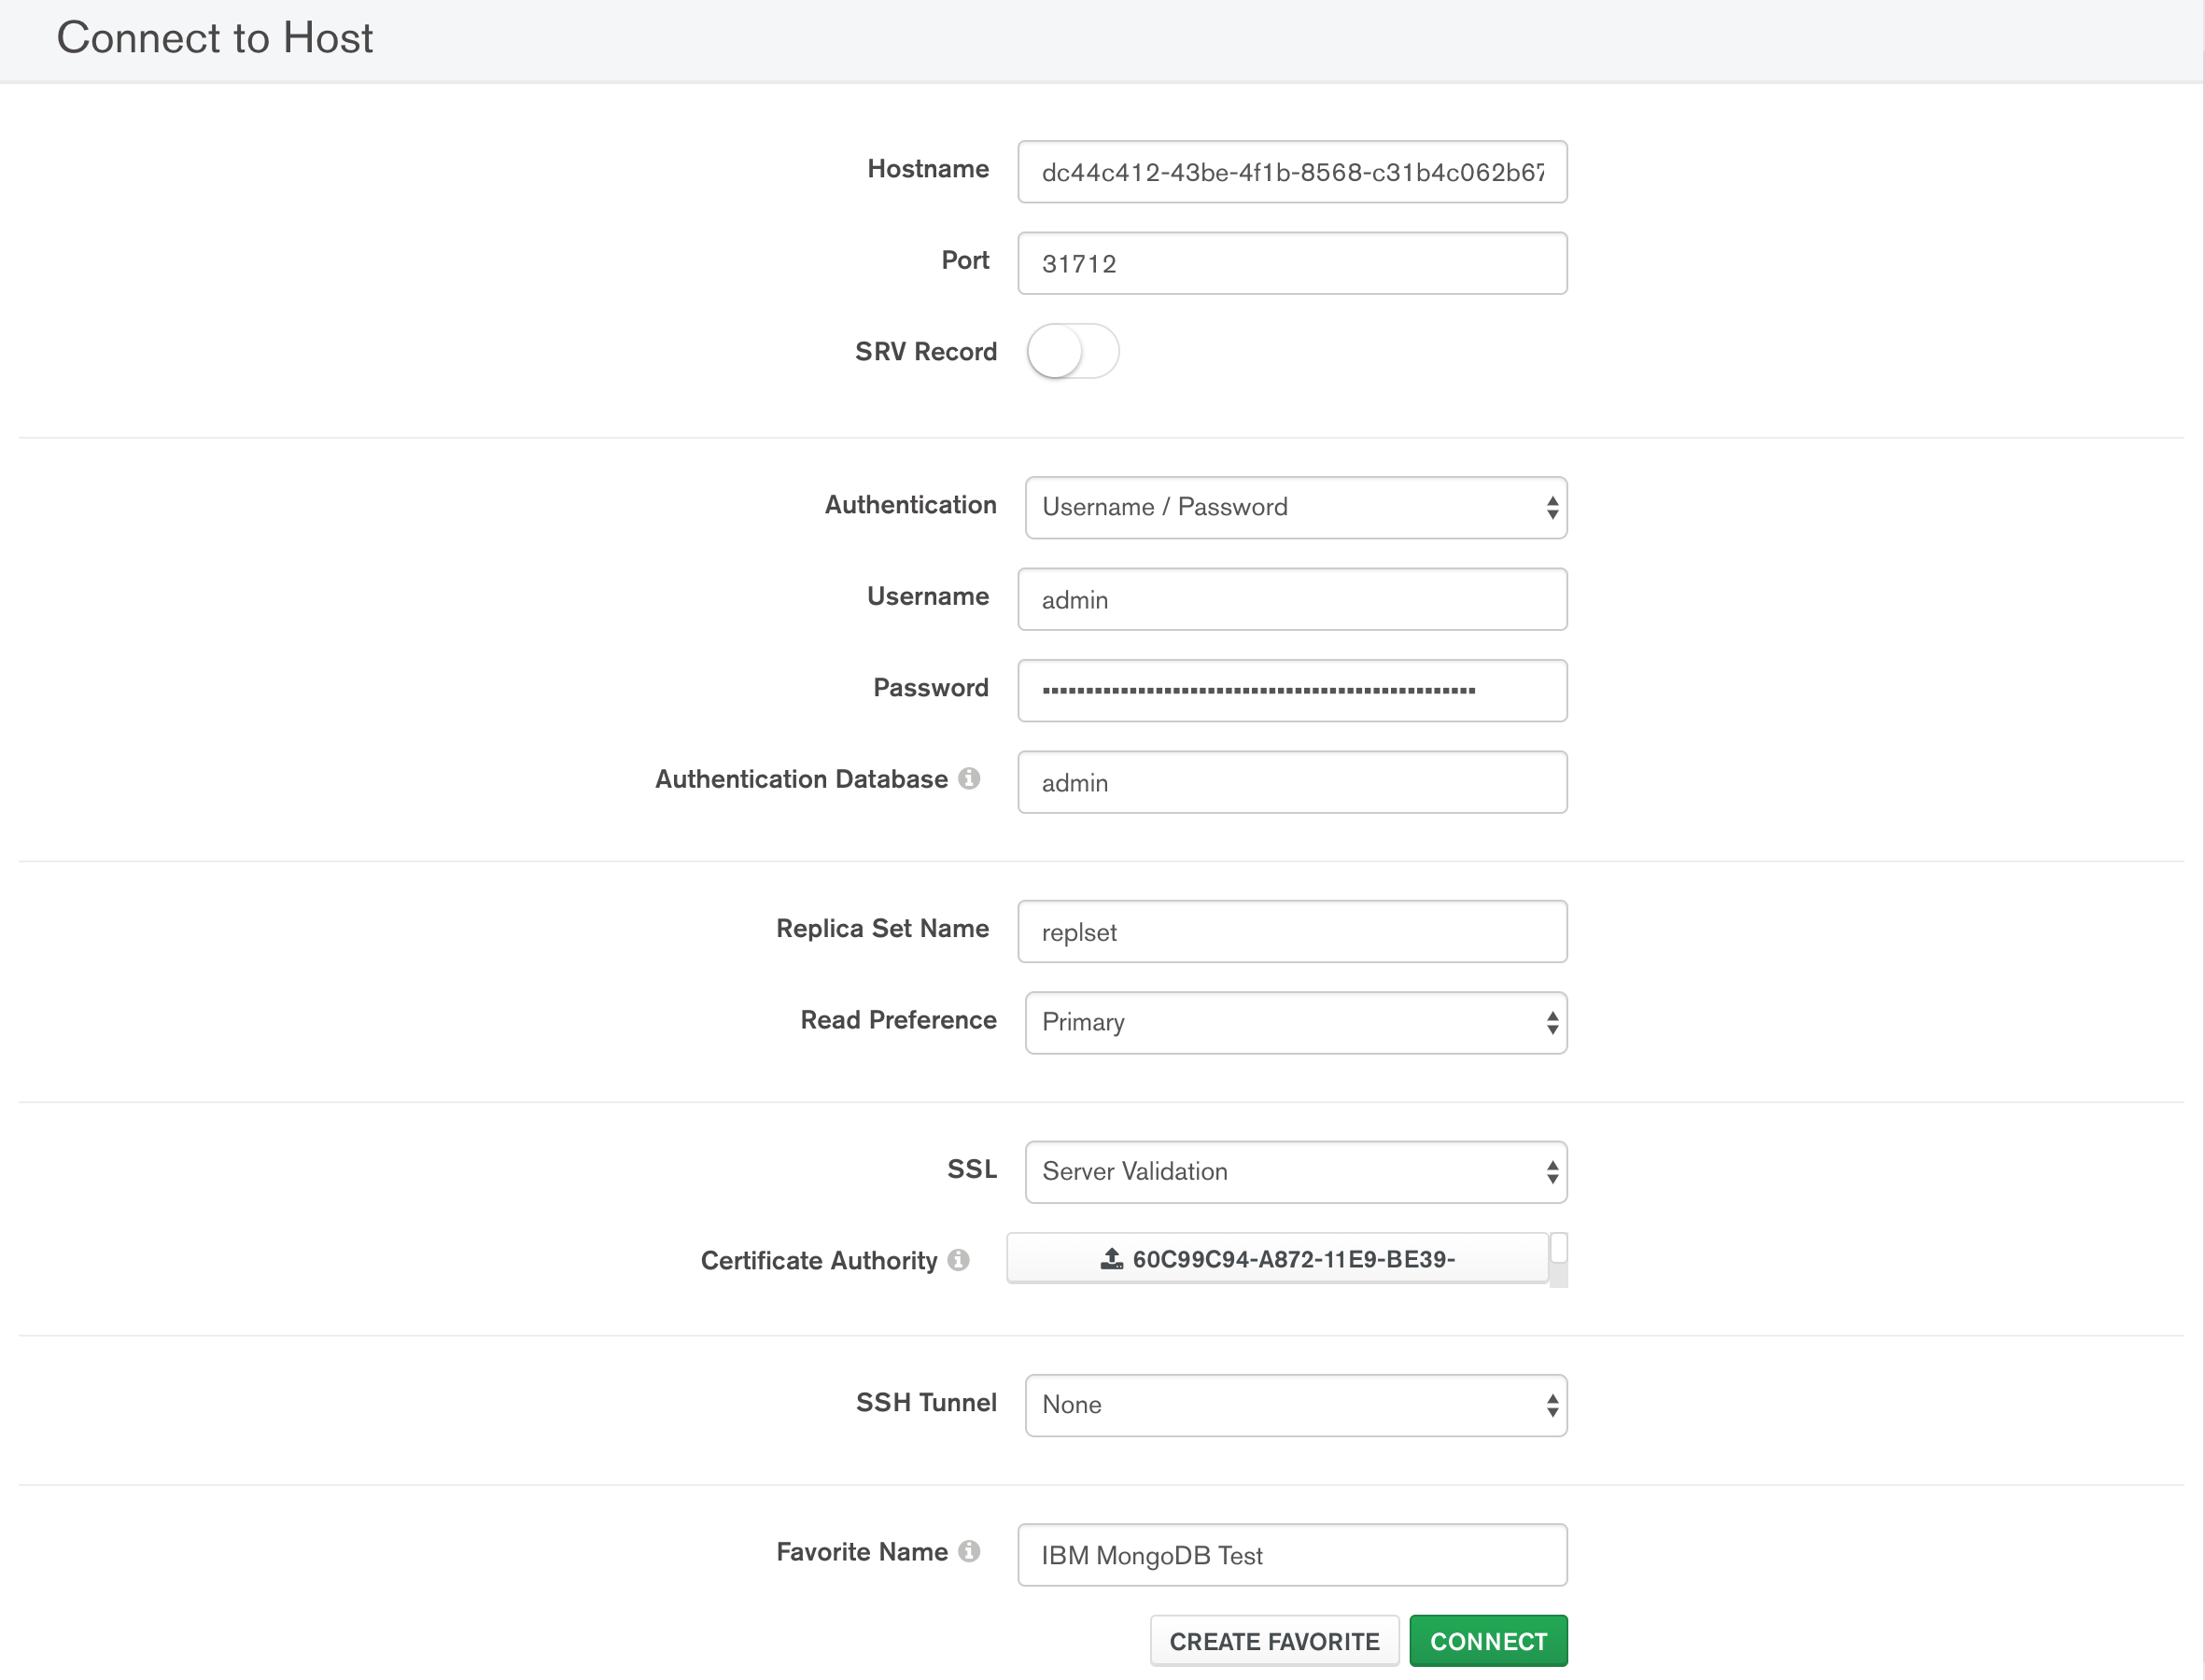 Connect to Host
Hostname
dc44c412-43be-4f1b-8568-c31b4c062b67
Port
31712
SRV Record
Authentication
Username / Password
Username
admin
Password
Authentication Database
admin
Replica Set Name
replset
Read Preference
Primary
SSL
Server Validation
Certificate Authority
60C99C94-A872-11E9-BE39-
SSH Tunnel
None
Favorite Name
IBM MongoDB Test
CREATE FAVORITE
CONNECT